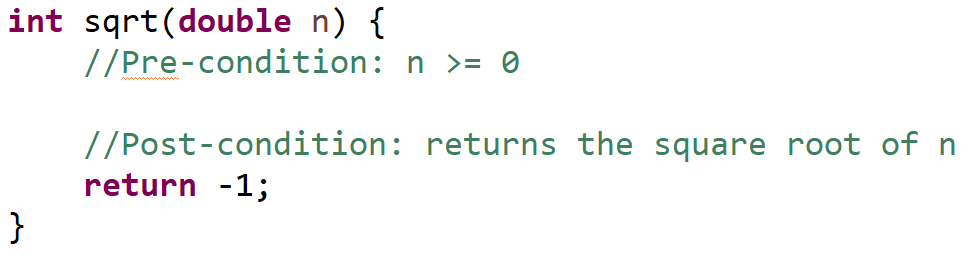 int sqrt(double n) {
//Pre-condition: n >= 0
//Post-condition: returns the square root of n
return -1;
}